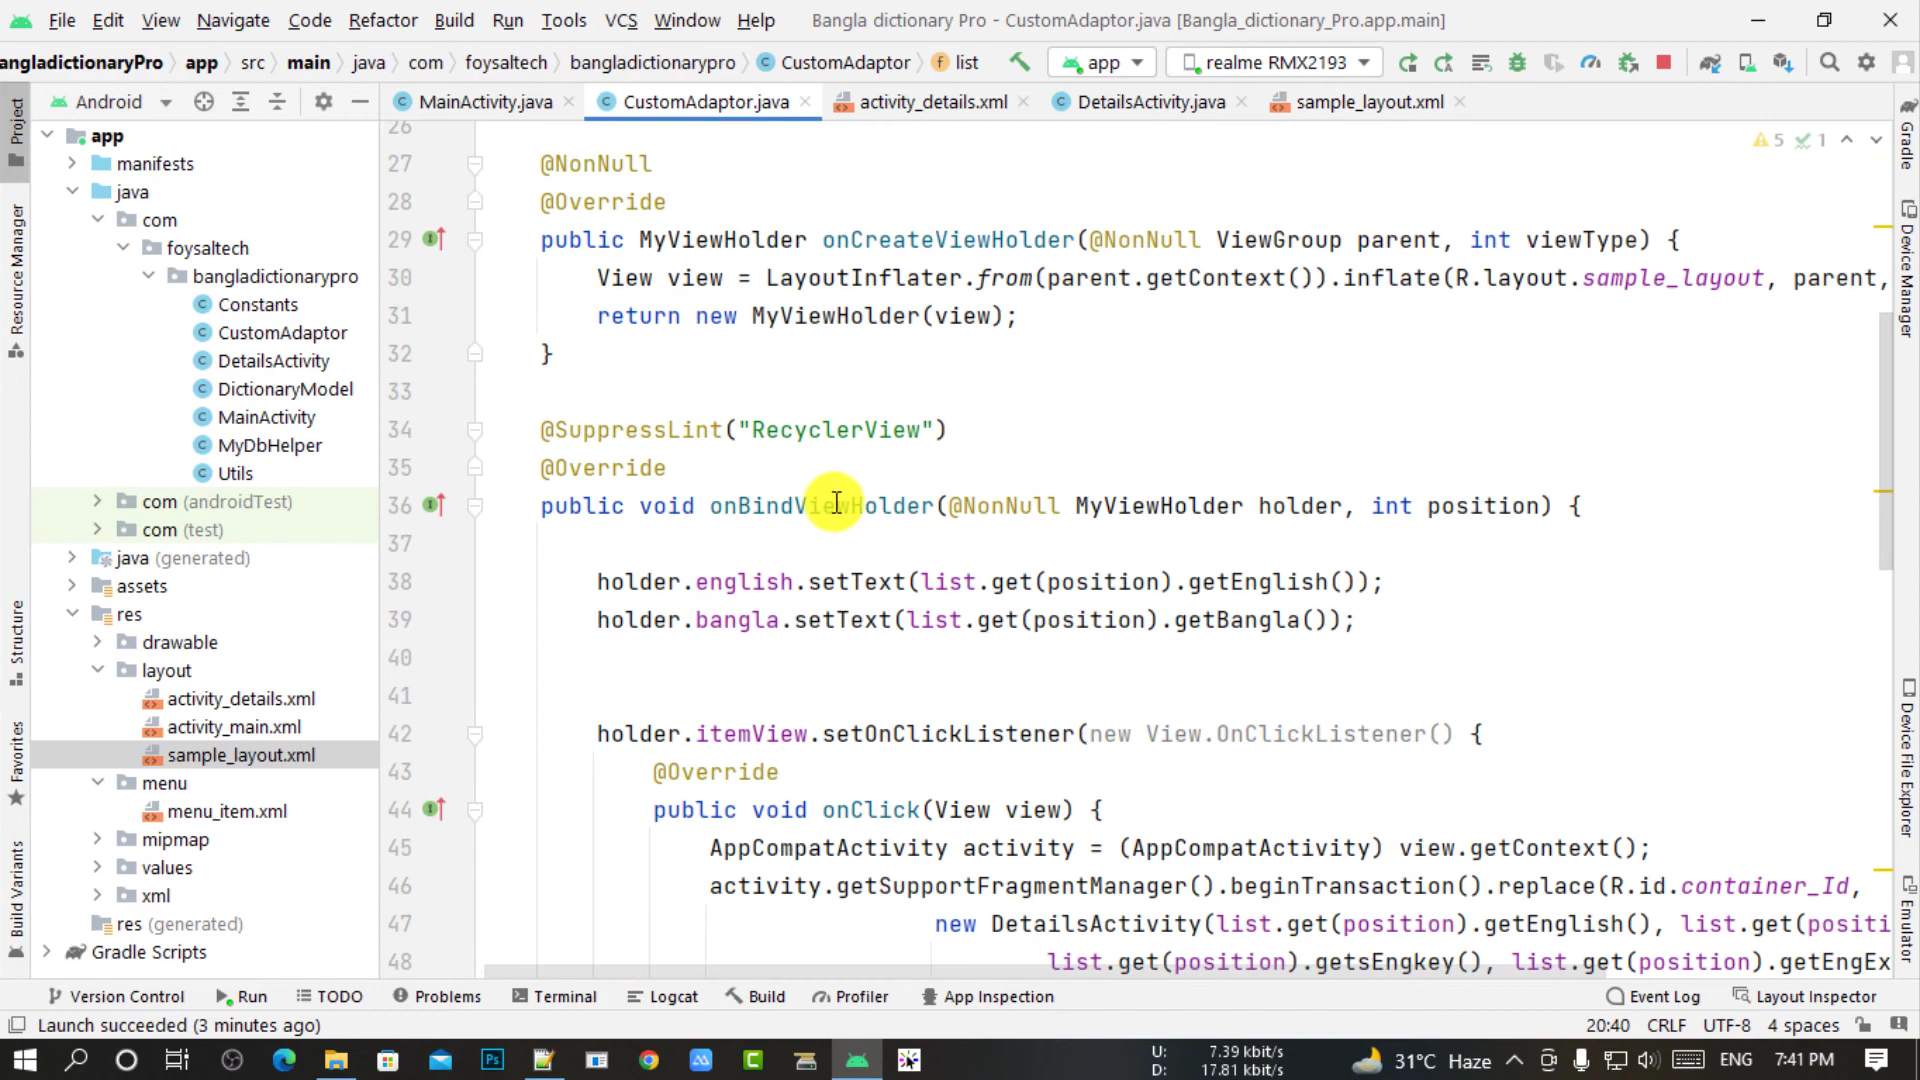 File Edit View Navigate Code Refactor Build Run Tools VCS Window Help Bangla dictionary Pro - CustomAdaptor.java [Bangla_dictionary_Pro.app.main]
angladictionaryPro app src main java com foysaltech bangladictionarypro CustomAdaptor list app realme RMX2193
Android MainActivity.java CustomAdaptor.java activity_details.xml DetailsActivity.java sample_layout.xml
Project
Resource Manager
Structure
Favorites
Build Variants
app
manifests
java
com
foysaltech
bangladictionarypro
Constants
CustomAdaptor
DetailsActivity
DictionaryModel
MainActivity
MyDbHelper
Utils
com (androidTest)
com (test)
java (generated)
assets
res
drawable
layout
activity_details.xml
activity_main.xml
sample_layout.xml
menu
menu_item.xml
mipmap
values
xml
res (generated)
Gradle Scripts
5 1
26
27 @NonNull
28 @Override
29 public MyViewHolder onCreateViewHolder(@NonNull ViewGroup parent, int viewType) {
30 View view = LayoutInflater.from(parent.getContext()).inflate(R.layout.sample_layout, parent,
31 return new MyViewHolder(view);
32 }
33
34 @SuppressLint("RecyclerView")
35 @Override
36 public void onBindViewHolder(@NonNull MyViewHolder holder, int position) {
37
38 holder.english.setText(list.get(position).getEnglish());
39 holder.bangla.setText(list.get(position).getBangla());
40
41
42 holder.itemView.setOnClickListener(new View.OnClickListener() {
43 @Override
44 public void onClick(View view) {
45 AppCompatActivity activity = (AppCompatActivity) view.getContext();
46 activity.getSupportFragmentManager().beginTransaction().replace(R.id.container_Id,
47 new DetailsActivity(list.get(position).getEnglish(), list.get(positi
48 list.get(position).getsEngkey(), list.get(position).getEngEx
Gradle
Device Manager
Device File Explorer
Emulator
Version Control Run TODO Problems Terminal Logcat Build Profiler App Inspection Event Log Layout Inspector
Launch succeeded (3 minutes ago) 20:40 CRLF UTF-8 4 spaces
U: 7.39 kbit/s
D: 17.81 kbit/s
31°C Haze ENG 7:41 PM